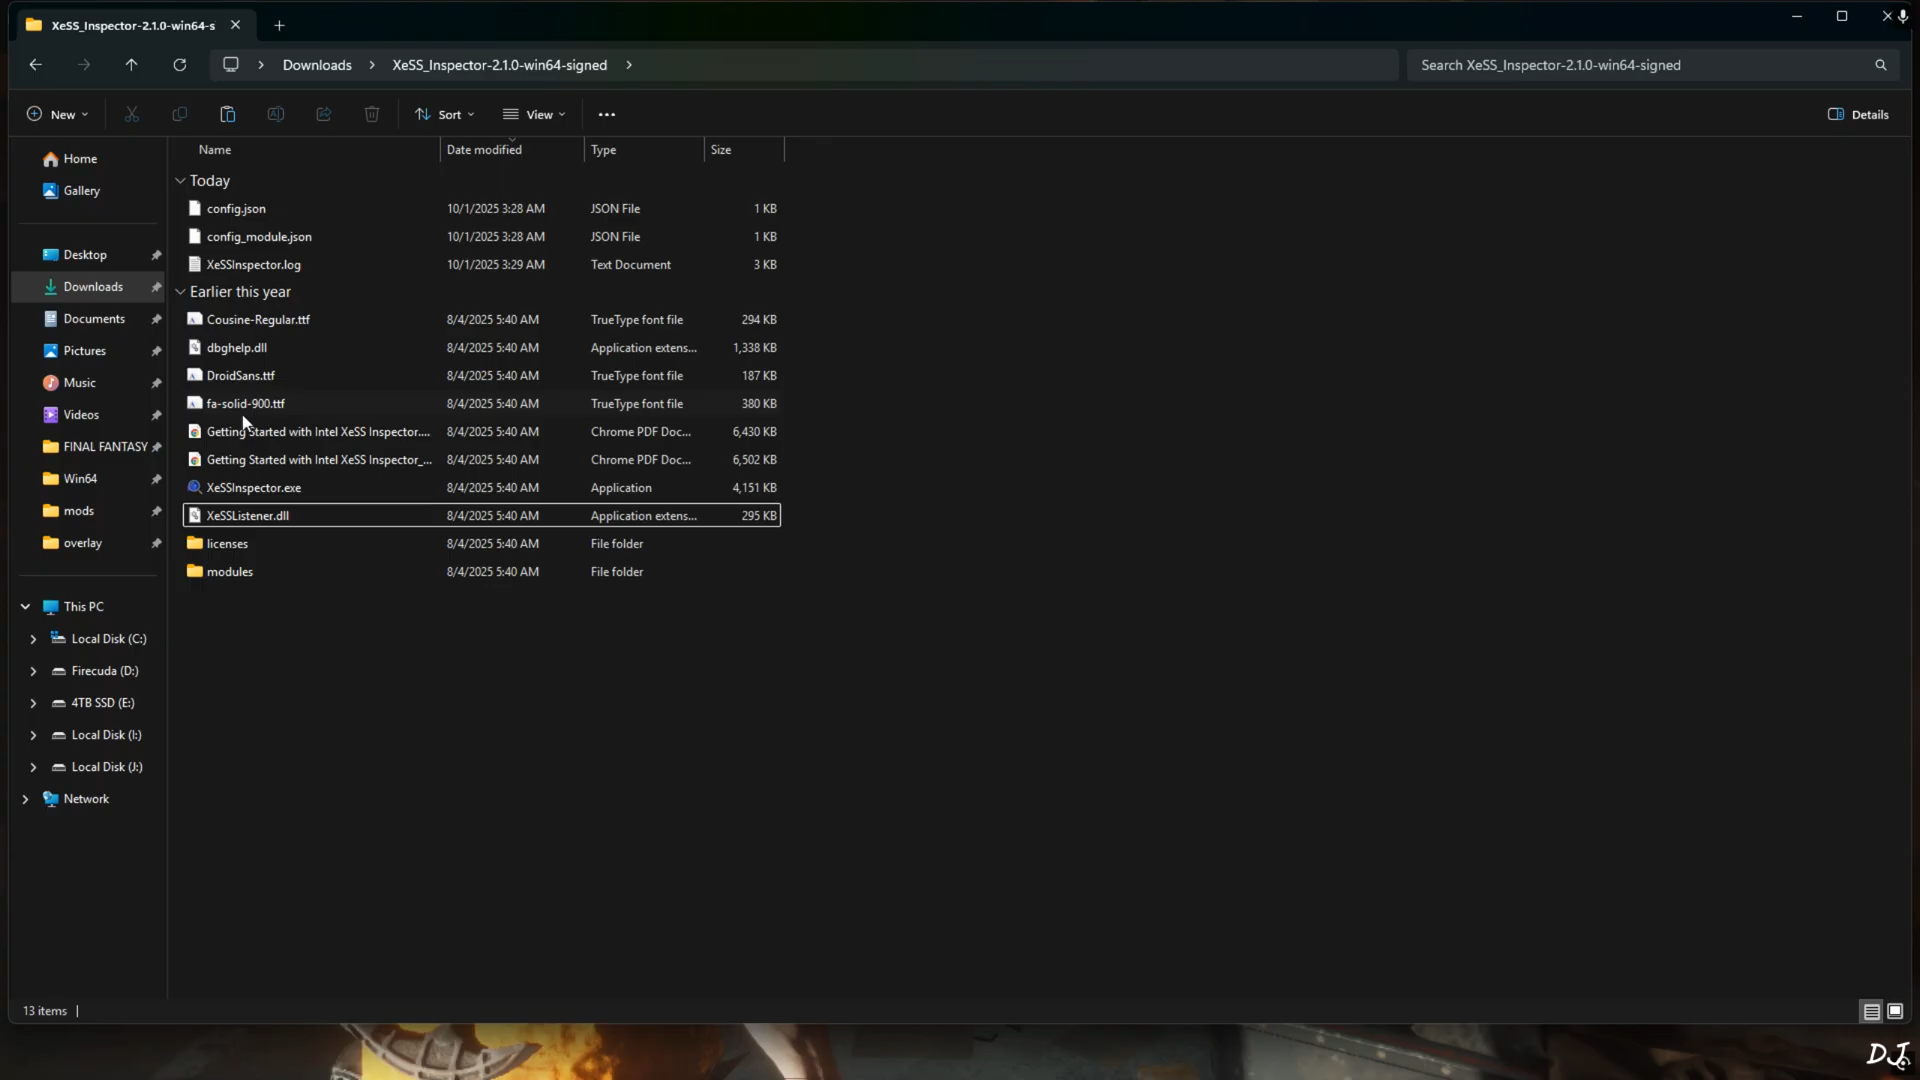 XeSS_Inspector-2.1.0-win64-s
Downloads
XeSS_Inspector-2.1.0-win64-signed
Search XeSS_Inspector-2.1.0-win64-signed
New
Sort
View
Details
Name Date modified Type Size
Home
Gallery
Desktop
Downloads
Documents
Pictures
Music
Videos
FINAL FANTASY
Win64
mods
overlay
This PC
Local Disk (C:)
Firecuda (D:)
4TB SSD (E:)
Local Disk (I:)
Local Disk (J:)
Network
Today
config.json 10/1/2025 3:28 AM JSON File 1 KB
config_module.json 10/1/2025 3:28 AM JSON File 1 KB
XeSSInspector.log 10/1/2025 3:29 AM Text Document 3 KB
Earlier this year
Cousine-Regular.ttf 8/4/2025 5:40 AM TrueType font file 294 KB
dbghelp.dll 8/4/2025 5:40 AM Application extens... 1,338 KB
DroidSans.ttf 8/4/2025 5:40 AM TrueType font file 187 KB
fa-solid-900.ttf 8/4/2025 5:40 AM TrueType font file 380 KB
Getting Started with Intel XeSS Inspector.... 8/4/2025 5:40 AM Chrome PDF Doc... 6,430 KB
Getting Started with Intel XeSS Inspector_... 8/4/2025 5:40 AM Chrome PDF Doc... 6,502 KB
XeSSInspector.exe 8/4/2025 5:40 AM Application 4,151 KB
XeSSListener.dll 8/4/2025 5:40 AM Application extens... 295 KB
licenses 8/4/2025 5:40 AM File folder
modules 8/4/2025 5:40 AM File folder
13 items
DJ